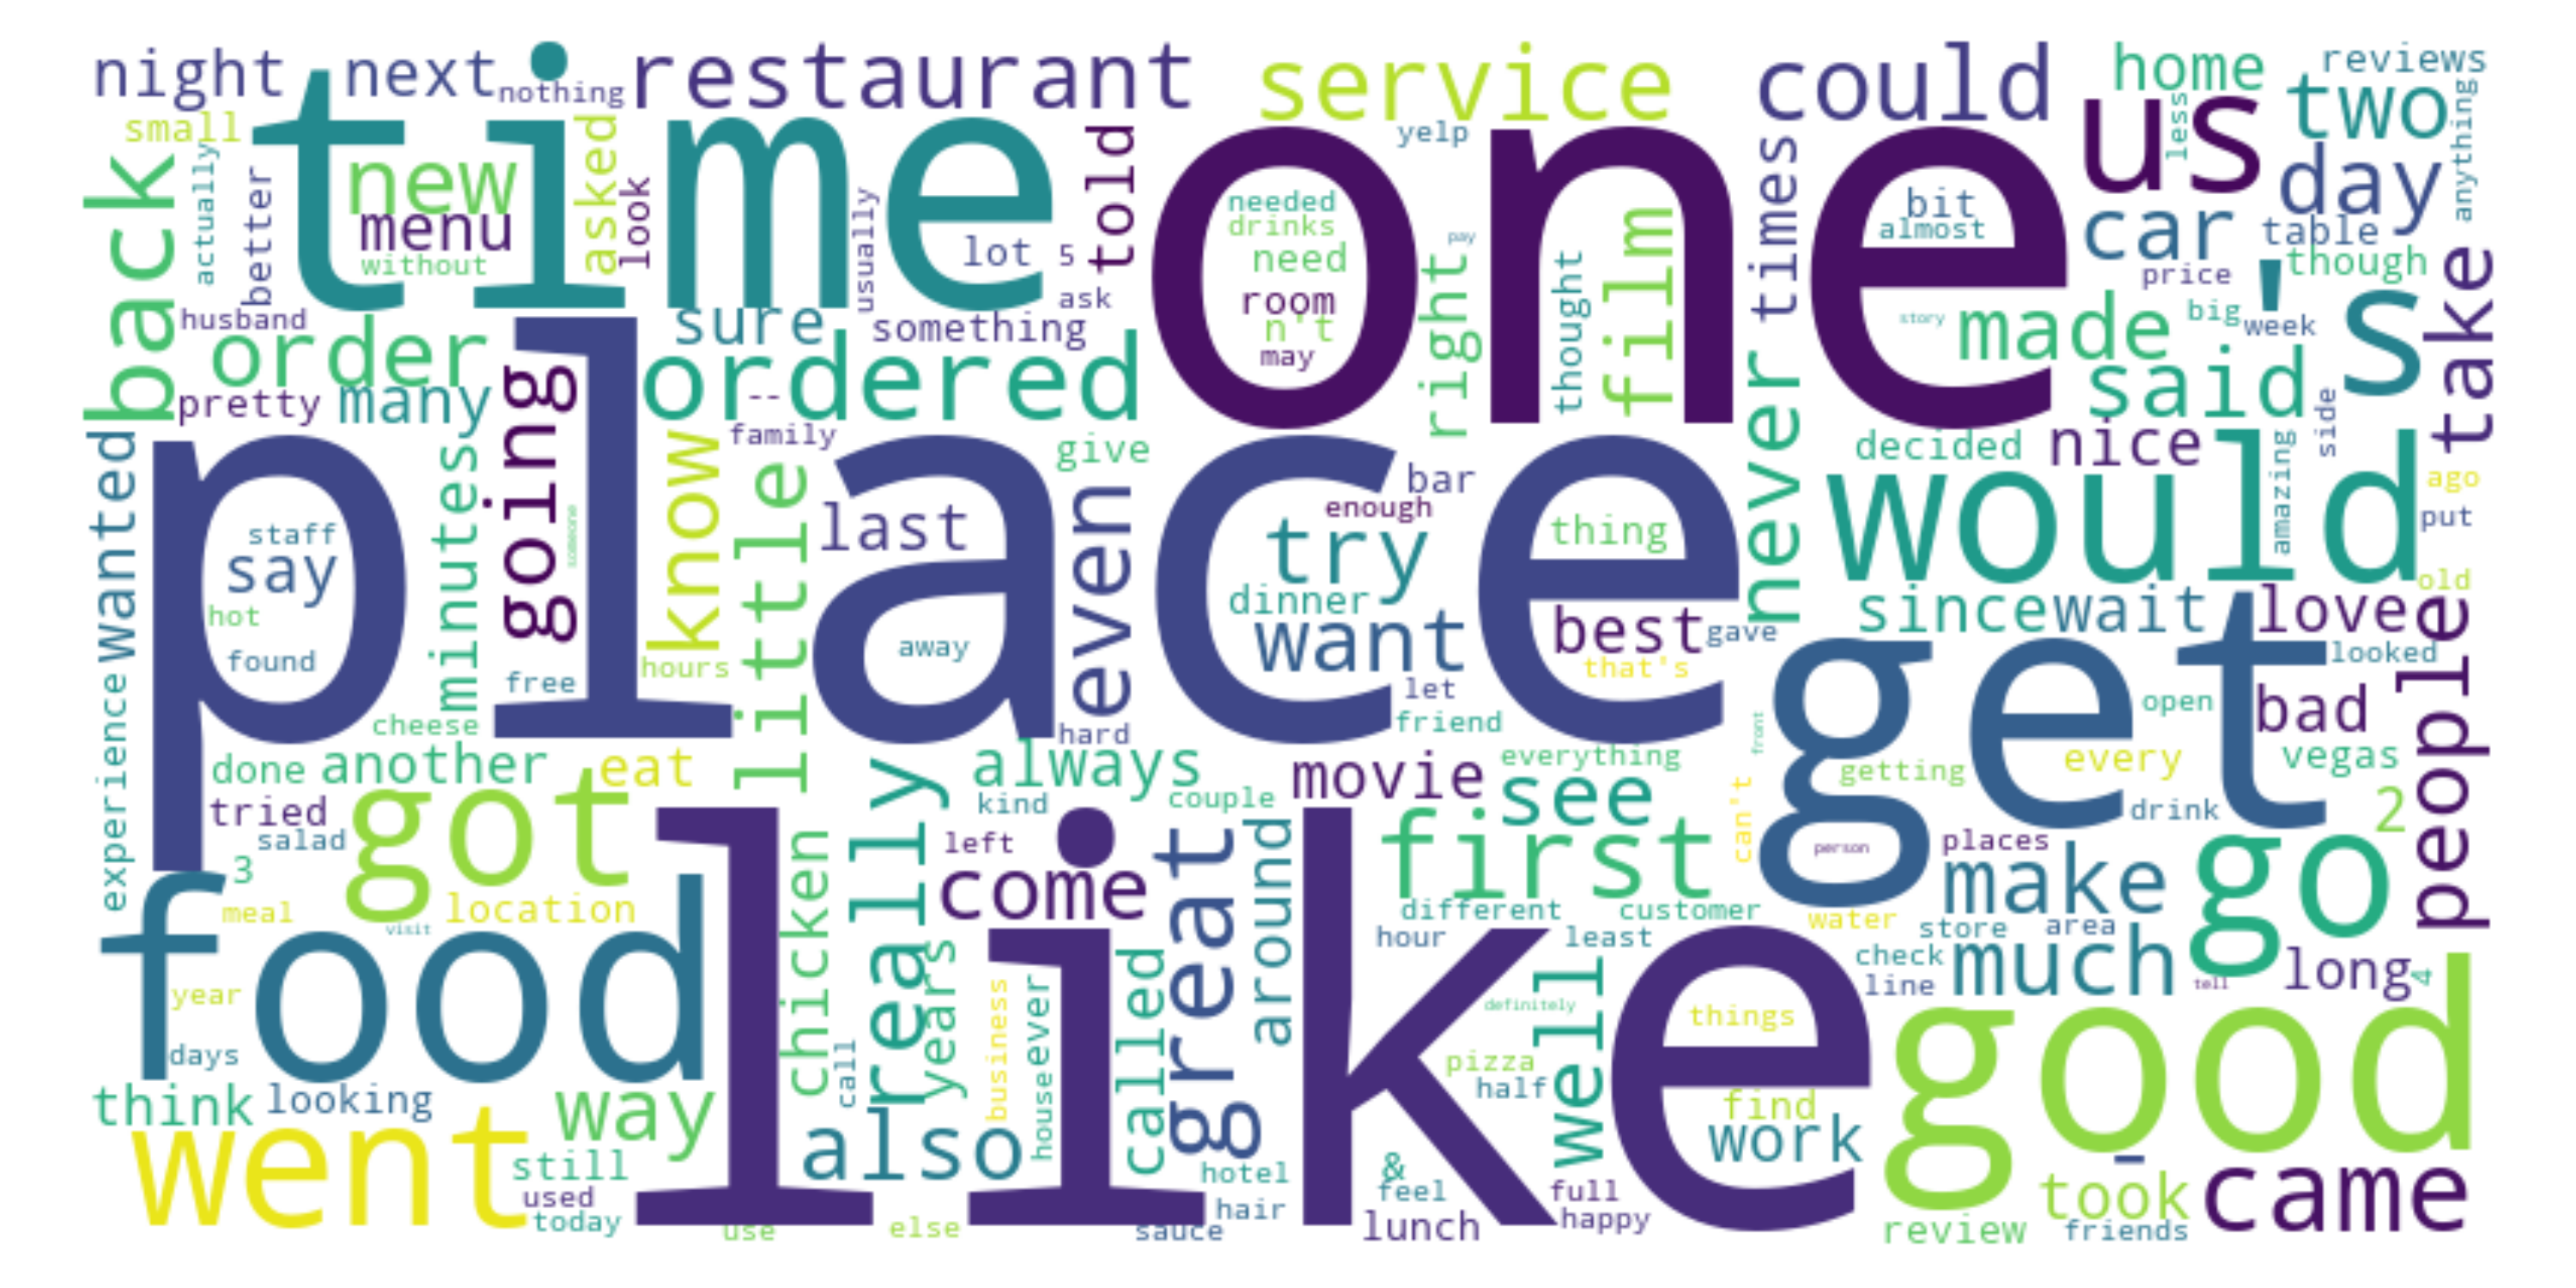 night
next
nothing
restaurant
service
could
home
reviews
small
time
asked
told
yelp
one
us
less
two
anything
back
actually
better
new
menu
without
look
usually
lot
5
ask
needed
drinks
need
room
n't
may
pay
right
thought
film
times
bit
almost
car
day
table
price
though
take
husband
order
sure
something
ordered
story
made
big
week
's
said
side
pretty
many
going
--
family
give
never
decided
nice
amazing
would
ago
put
wanted
place
staff
say
hot
found
minutes
someone
free
know
hours
little
last
away
even
hard
bar
enough
try
dinner
want
let
friend
thing
best
gave
that's
since
wait
love
old
looked
people
get
open
bad
vegas
experience
cheese
done
another
eat
tried
salad
got
always
kind
couple
movie
everything
see
front
can't
getting
every
drink
2
person
places
3
meal
location
visit
food
year
days
chicken
really
years
call
left
come
great
around
first
different
customer
hour
least
water
make
store
area
go
check
line
much
tell
long
4
like
business
house
ever
called
definitely
well
things
pizza
half
find
work
good
-
think
looking
way
went
still
used
today
also
use
else
hotel
hair
sauce
&
feel
lunch
full
happy
took
came
review
friends